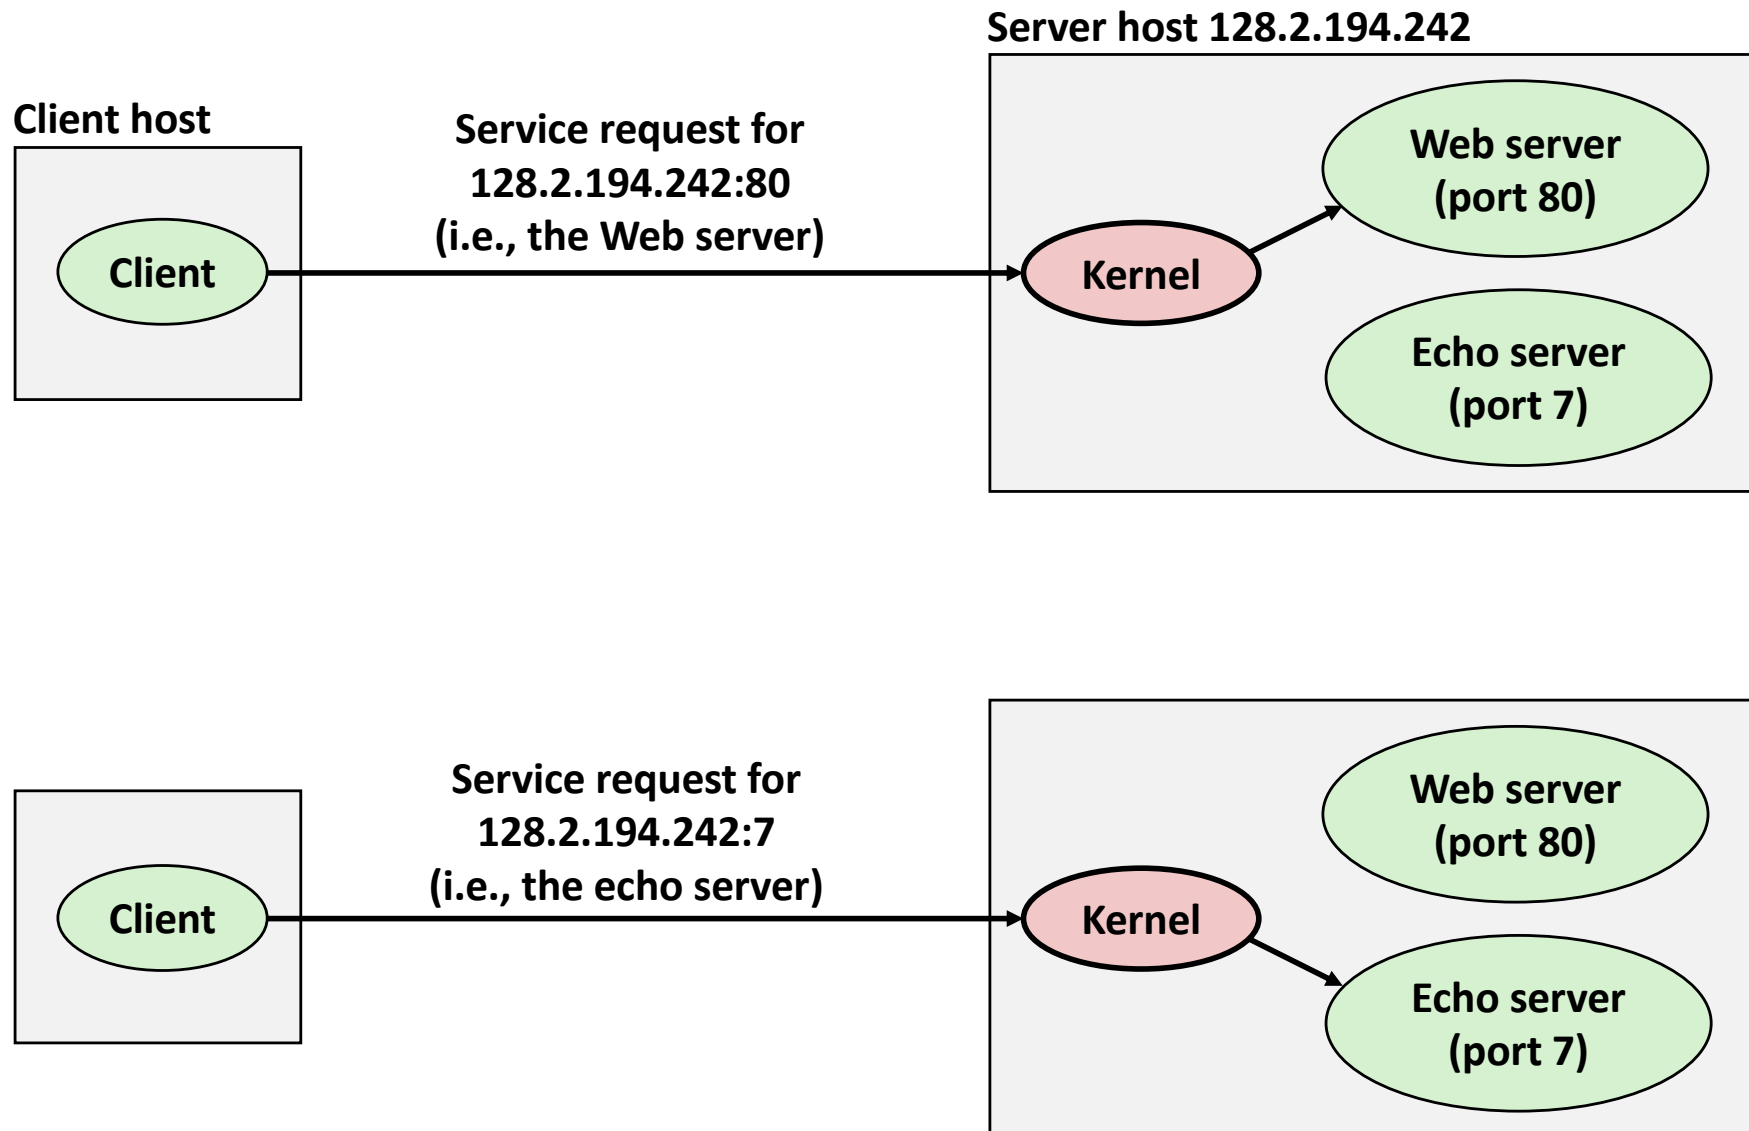 Server host 128.2.194.242
Client host
Service request for
128.2.194.242:80
(i.e., the Web server)
Client
Kernel
Web server
(port 80)
Echo server
(port 7)
Service request for
128.2.194.242:7
(i.e., the echo server)
Client
Kernel
Web server
(port 80)
Echo server
(port 7)